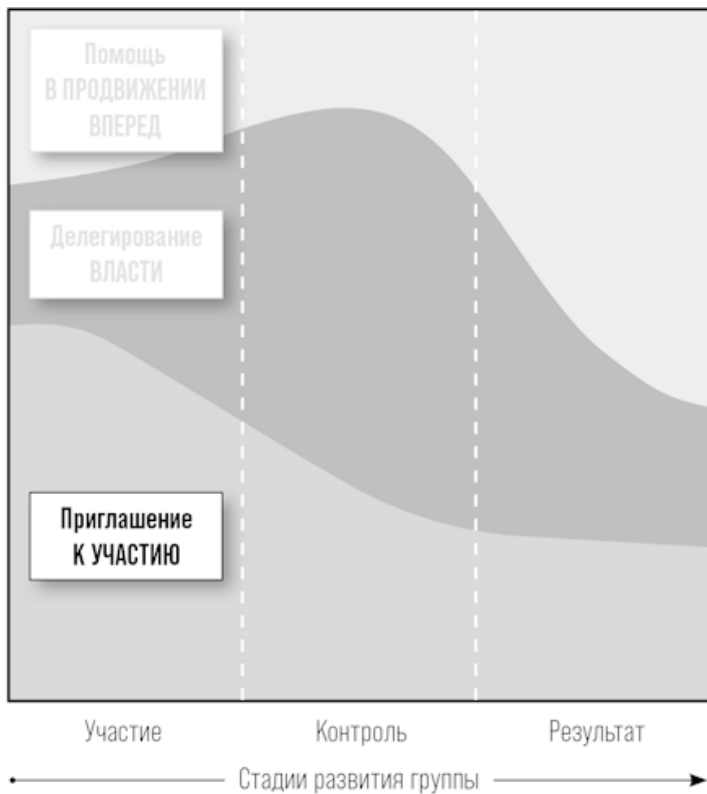 Помощь
В ПРОДВИЖЕНИИ
ВПЕРЕД
Делегирование
ВЛАСТИ
Приглашение
К УЧАСТИЮ
Участие
Контроль
Результат
Стадии развития группы